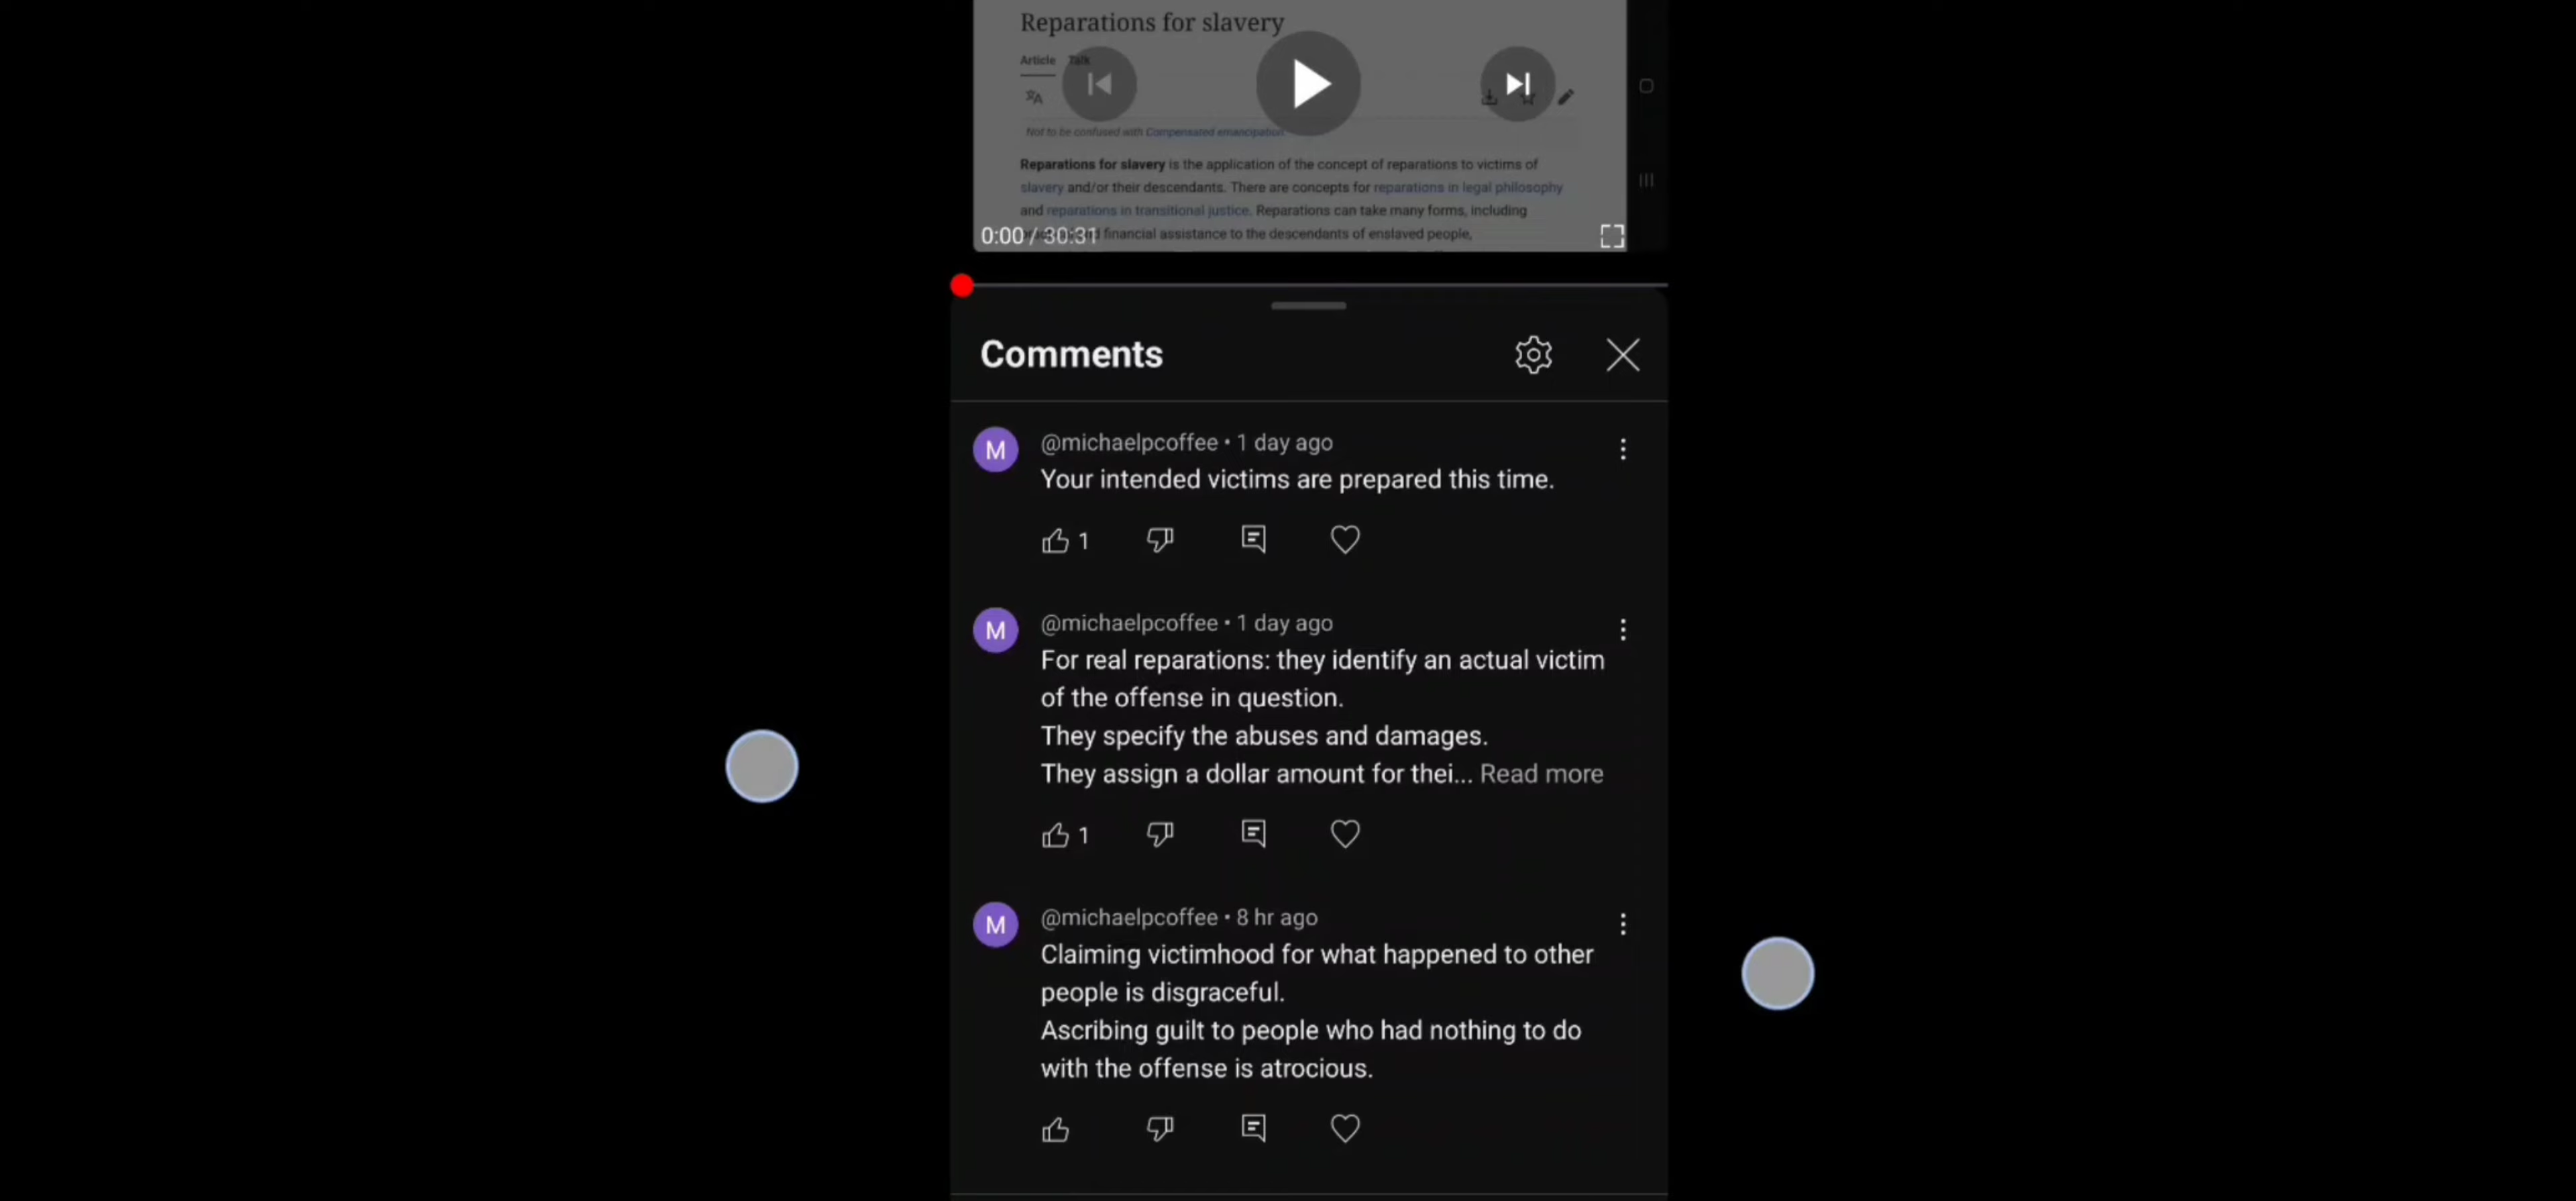 Reparations for slavery
Article Talk
Not to be confused with Compensated emancipation.
Reparations for slavery is the application of the concept of reparations to victims of
slavery and/or their descendants. There are concepts for reparations in legal philosophy
and reparations in transitional justice. Reparations can take many forms, including
financial assistance to the descendants of enslaved people,
0:00 / 30:31
Comments
M
@michaelpcoffee • 1 day ago
Your intended victims are prepared this time.
1
M
@michaelpcoffee • 1 day ago
For real reparations: they identify an actual victim
of the offense in question.
They specify the abuses and damages.
They assign a dollar amount for thei... Read more
1
M
@michaelpcoffee • 8 hr ago
Claiming victimhood for what happened to other
people is disgraceful.
Ascribing guilt to people who had nothing to do
with the offense is atrocious.